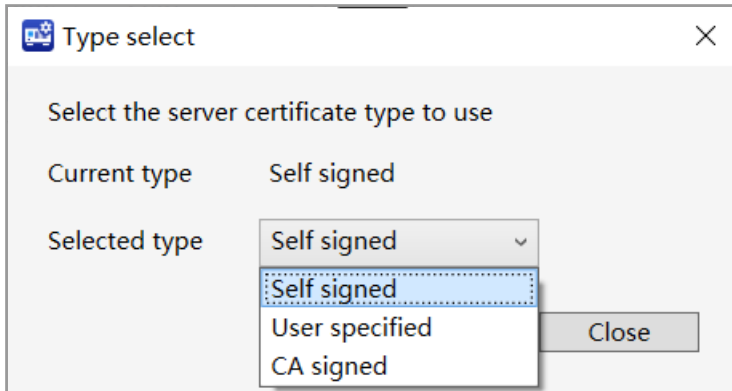 Type select
Select the server certificate type to use
Current type Self signed
Selected type Self signed
Self signed
User specified
Close
CA signed